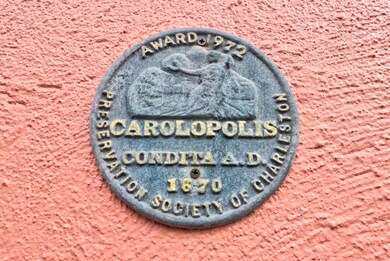 AWARD 1972
CAROLOPOLIS
CONDITA A.D.
1670
PRESERVATION SOCIETY OF CHARLESTON